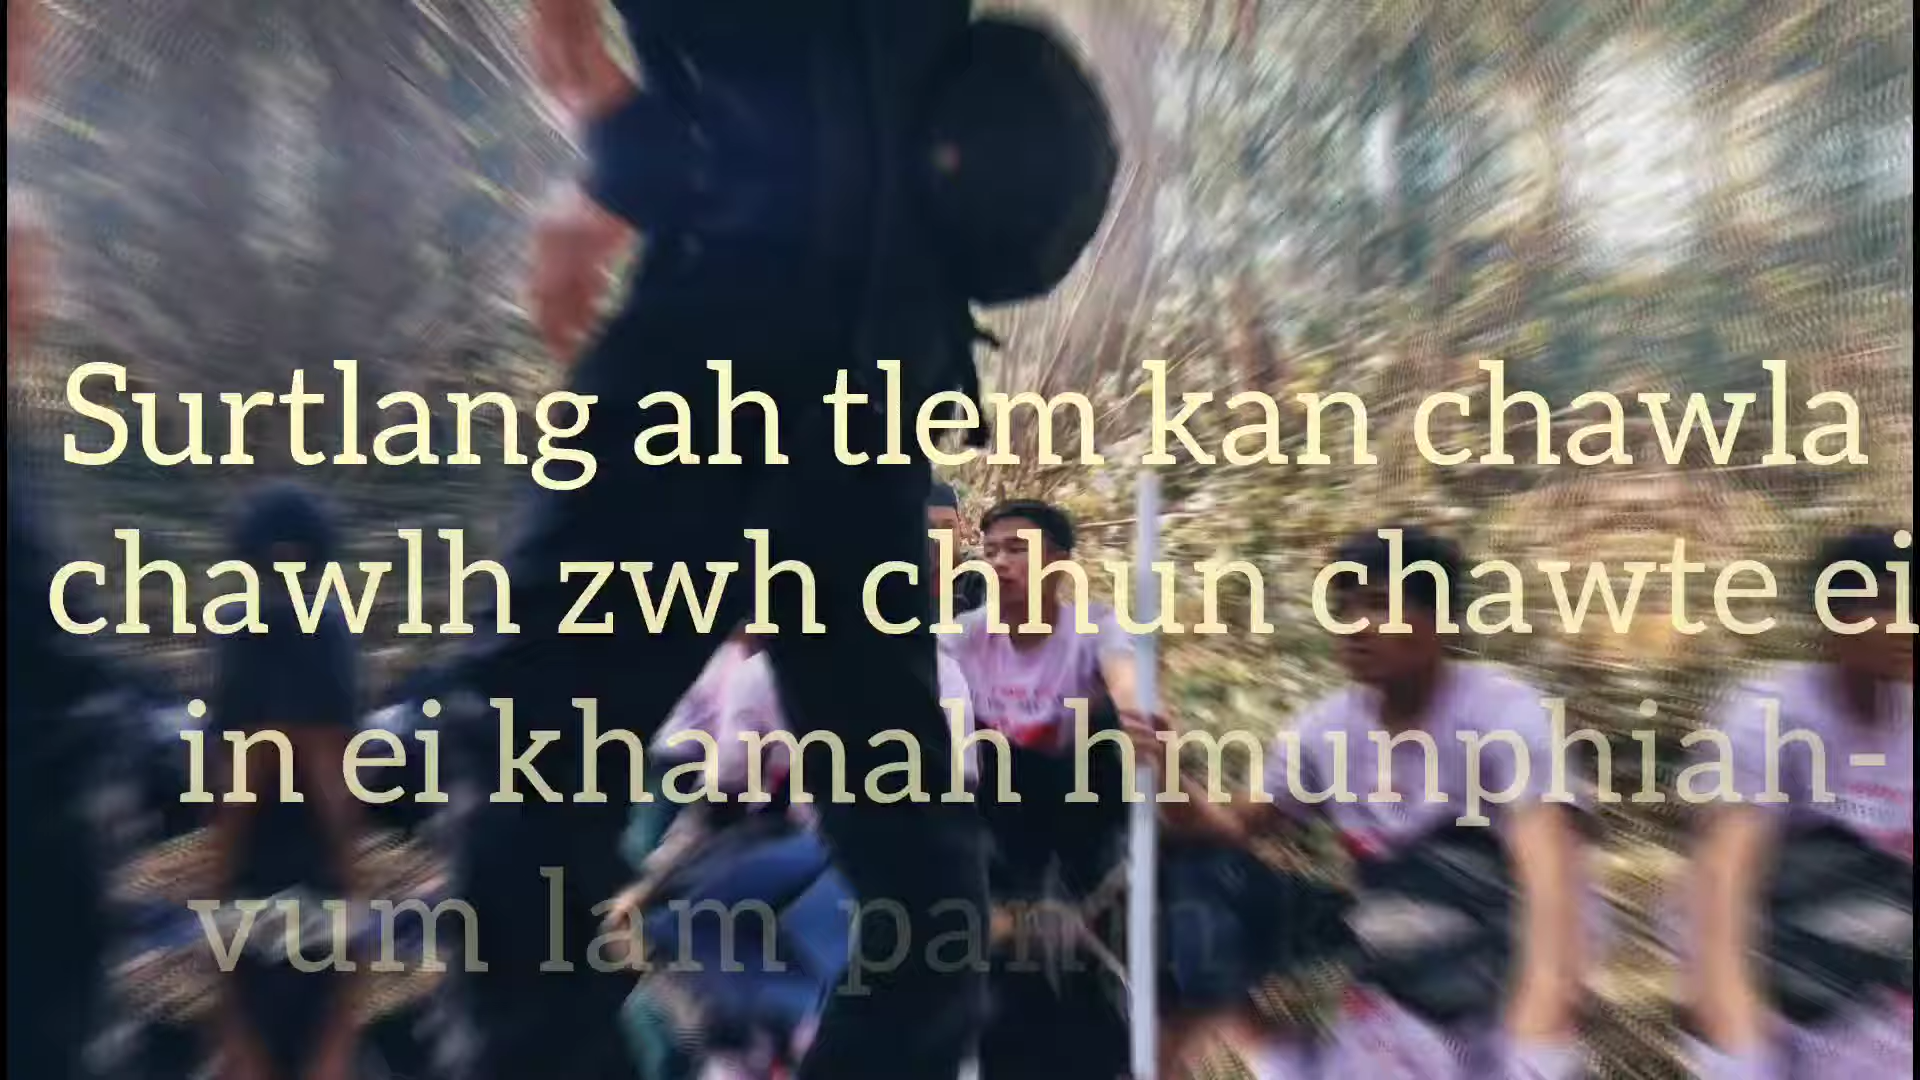 Surtlang ah tlem kan chawla
chawlh zwh chhun chawte ei
in ei khamah hmunphiah-
vum lam